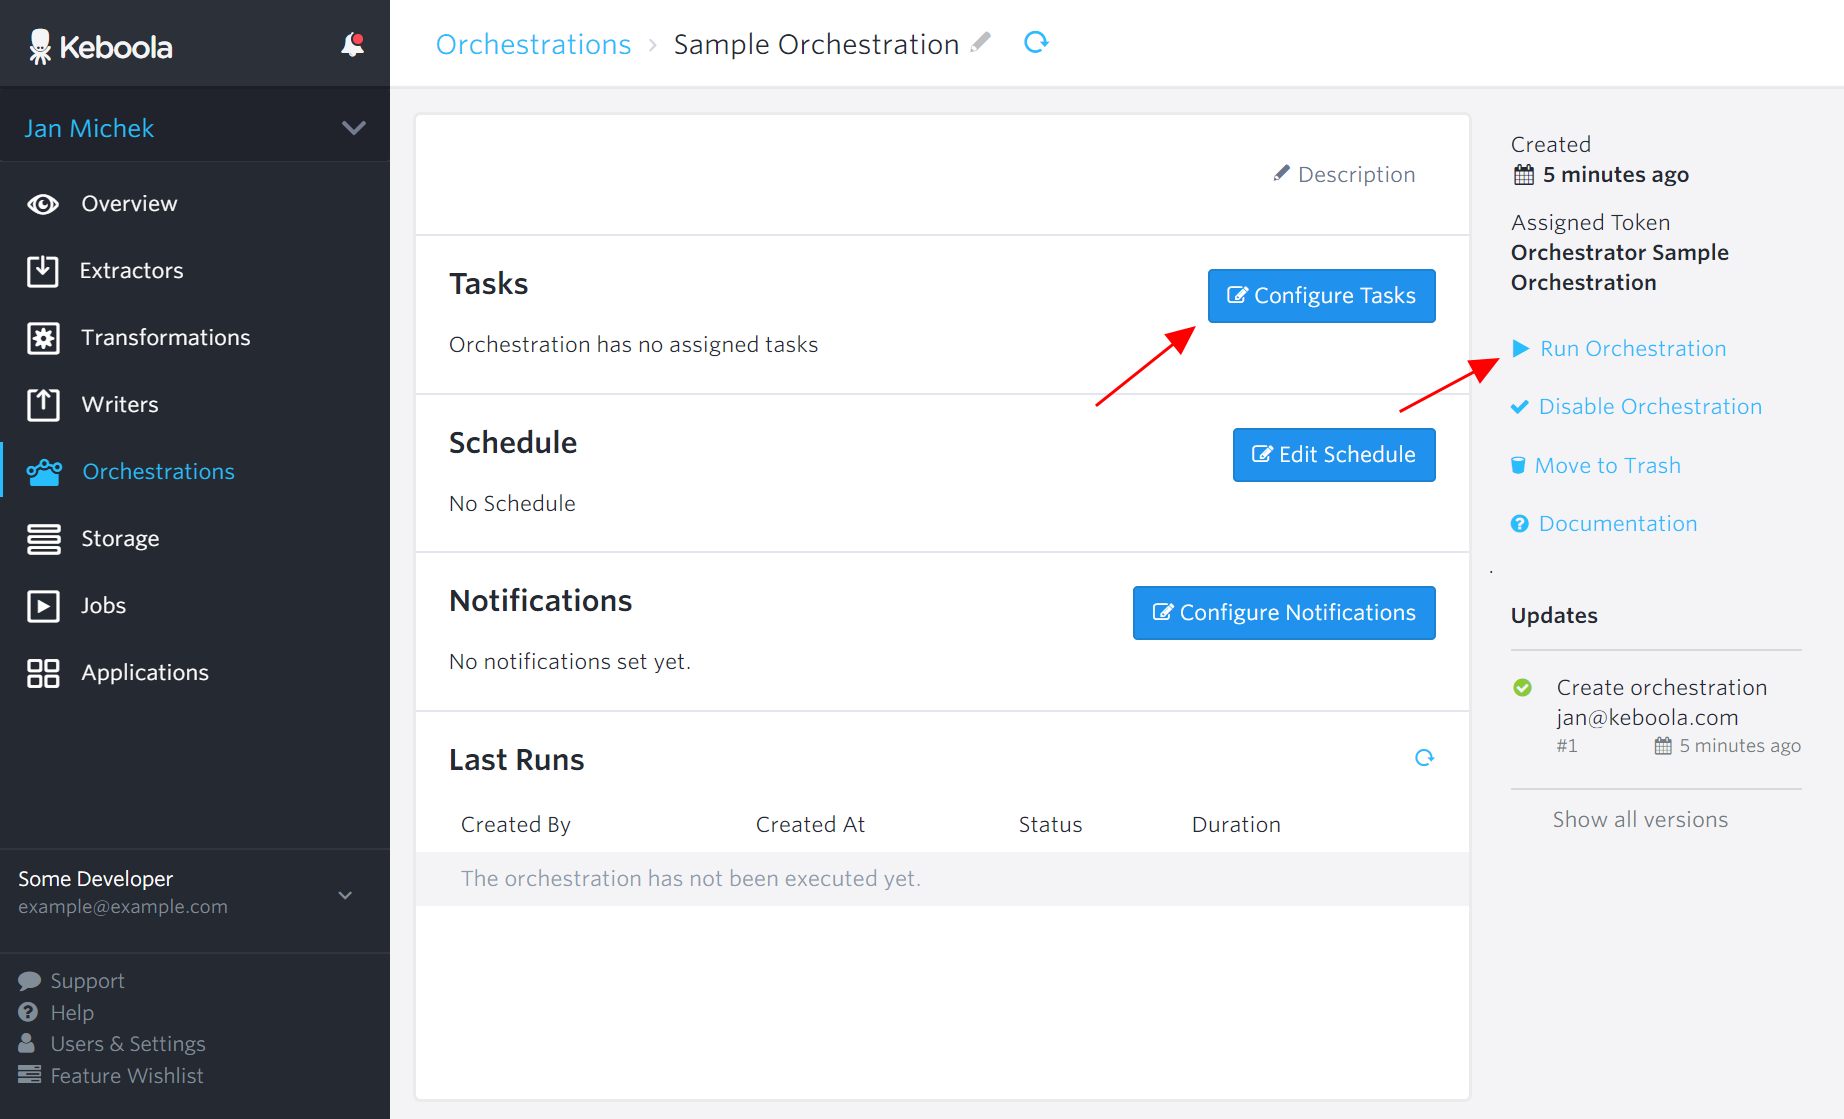 Keboola
Jan Michek
Overview
Extractors
Transformations
Writers
Orchestrations
Storage
Jobs
Applications
Some Developer
example@example.com
Support
Help
Users & Settings
Feature Wishlist
Orchestrations > Sample Orchestration
Description
Tasks
Configure Tasks
Orchestration has no assigned tasks
Schedule
Edit Schedule
No Schedule
Notifications
Configure Notifications
No notifications set yet.
Last Runs
Created By Created At Status Duration
The orchestration has not been executed yet.
Created
5 minutes ago
Assigned Token
Orchestrator Sample
Orchestration
Run Orchestration
Disable Orchestration
Move to Trash
Documentation
.
Updates
Create orchestration
jan@keboola.com
#1 5 minutes ago
Show all versions